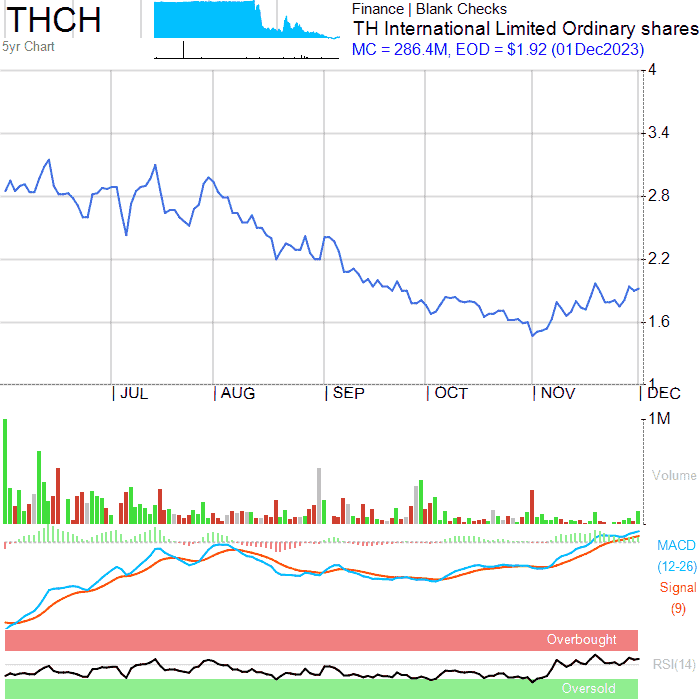 THCH
5yr Chart
Finance | Blank Checks
TH International Limited Ordinary shares
MC = 286.4M, EOD = $1.92 (01Dec2023)
4
3.4
2.8
2.2
1.6
1
| JUL | AUG | SEP | OCT | NOV | DEC
1M
Volume
MACD
(12-26)
Signal
(9)
Overbought
RSI(14)
Oversold